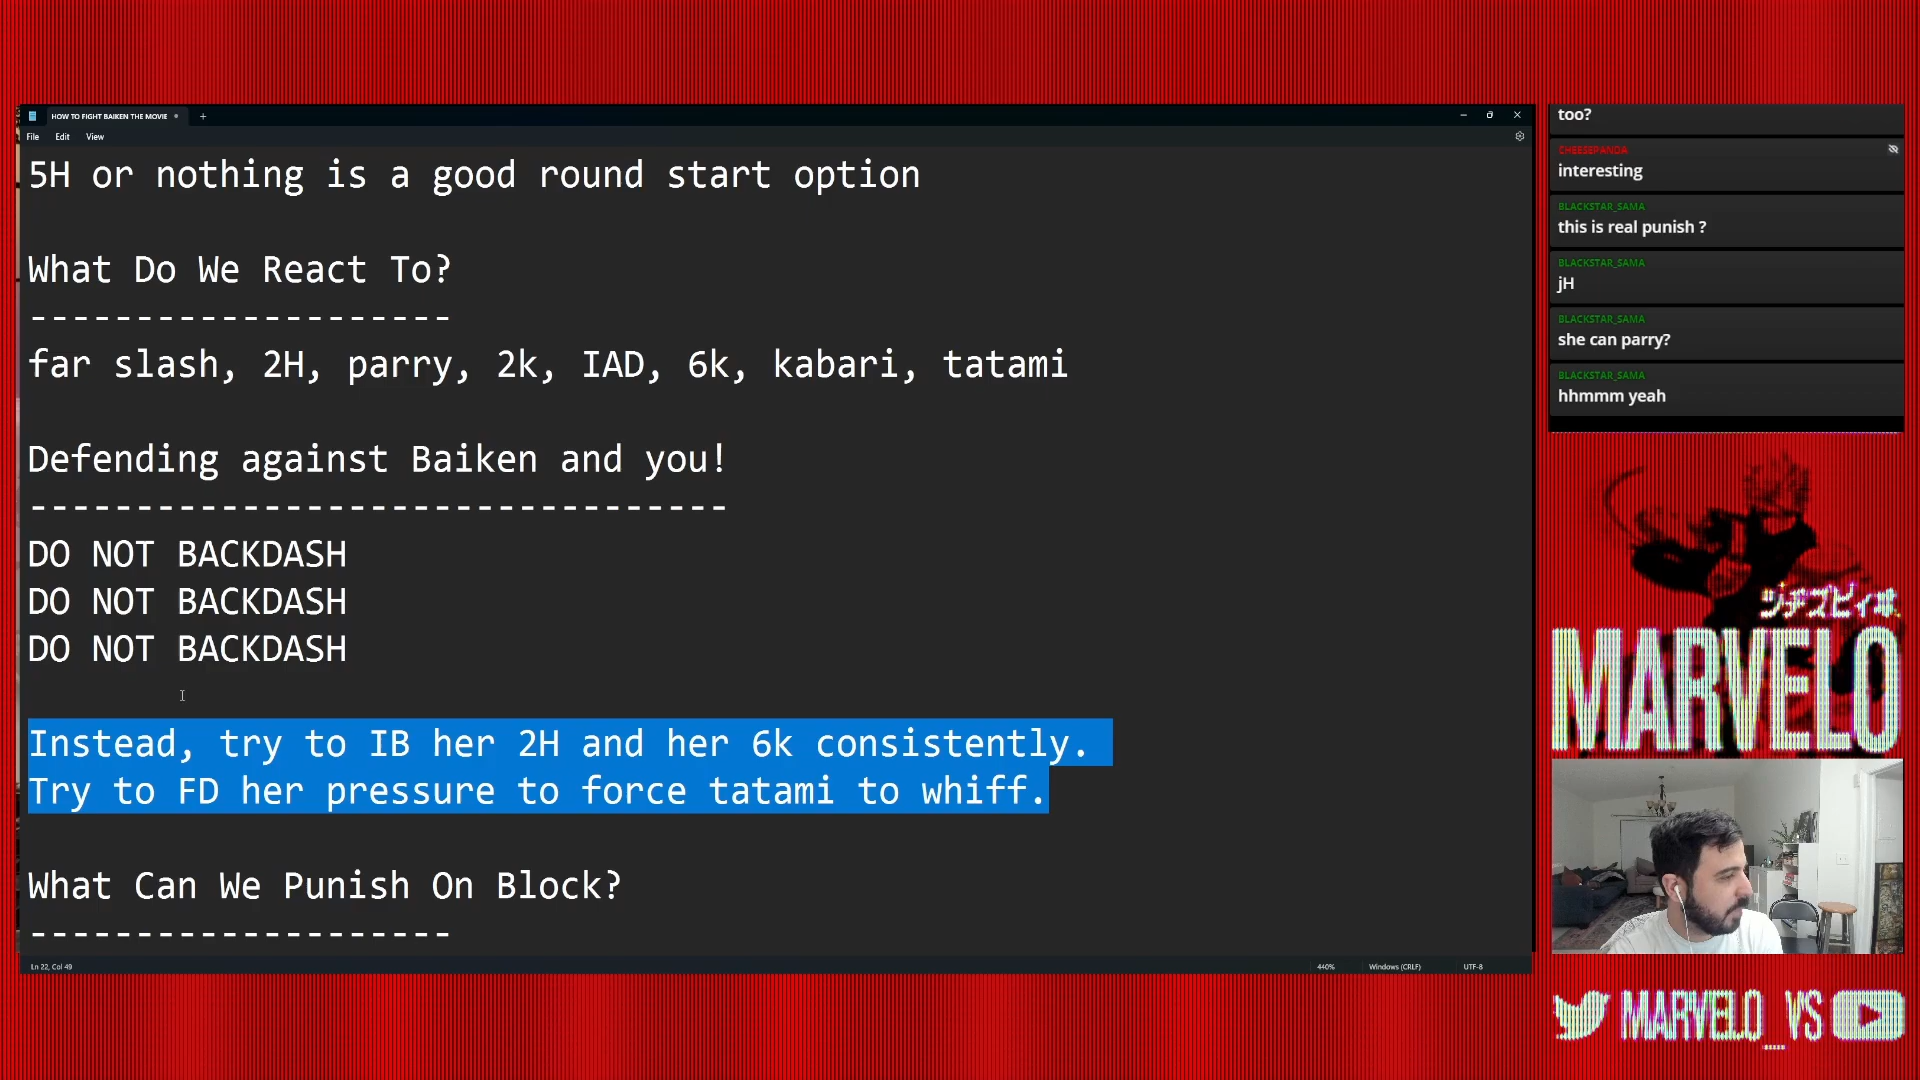 HOW TO FIGHT BAIKEN THE MOVIE
File Edit View
5H or nothing is a good round start option
What Do We React To?
--------------------
far slash, 2H, parry, 2k, IAD, 6k, kabari, tatami
Defending against Baiken and you!
---------------------------------
DO NOT BACKDASH
DO NOT BACKDASH
DO NOT BACKDASH
Instead, try to IB her 2H and her 6k consistently.
Try to FD her pressure to force tatami to whiff.
What Can We Punish On Block?
--------------------
Ln 22, Col 49
440%
Windows (CRLF)
UTF-8
too?
CHEESEPANDA
interesting
BLACKSTAR_SAMA
this is real punish ?
BLACKSTAR_SAMA
jH
BLACKSTAR_SAMA
she can parry?
BLACKSTAR_SAMA
hhmmm yeah
MARVELO
MARVELO_VS